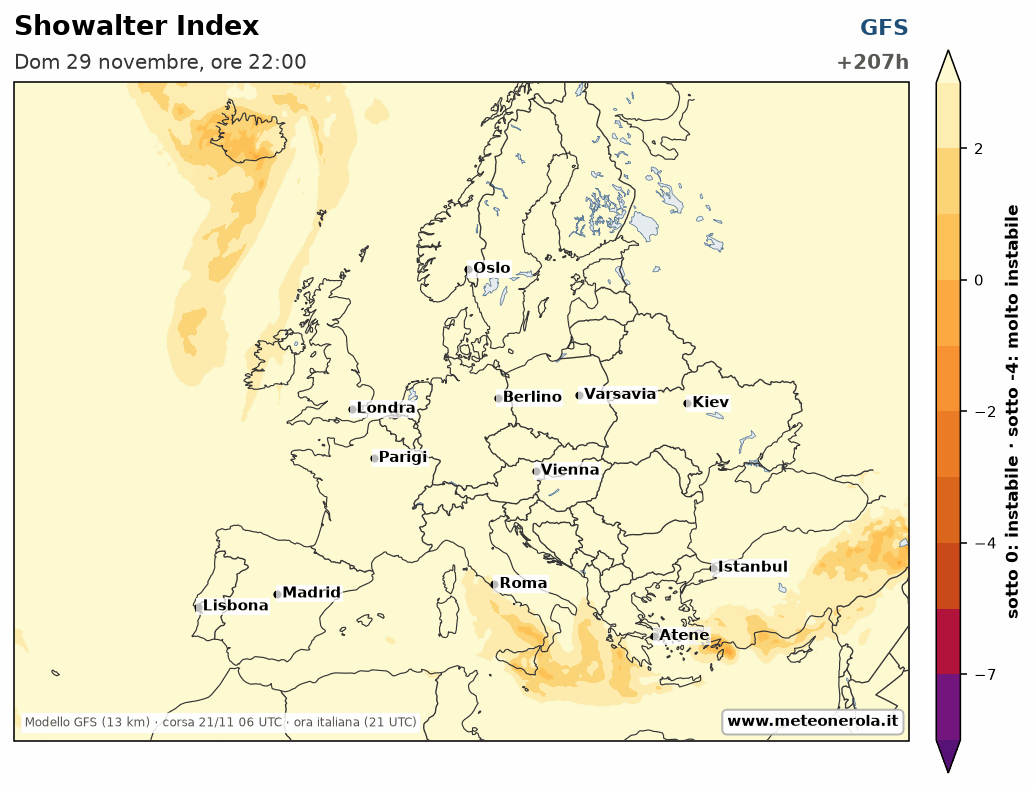 Showalter Index
GFS
Dom 29 novembre, ore 22:00
+207h
Oslo
Londra
Berlino
Varsavia
Kiev
Parigi
Vienna
Istanbul
Roma
Madrid
Lisbona
Atene
2
0
−2
−4
−7
sotto 0: instabile · sotto -4: molto instabile
Modello GFS (13 km) · corsa 21/11 06 UTC · ora italiana (21 UTC)
www.meteonerola.it